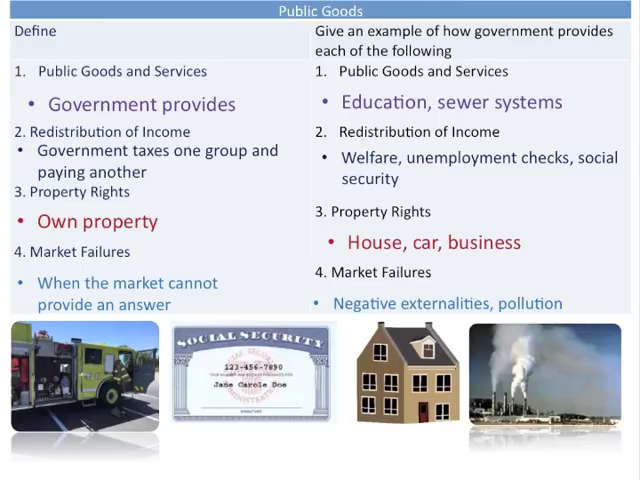 Public Goods
Define
1. Public Goods and Services
• Government provides
2. Redistribution of Income
• Government taxes one group and
paying another
3. Property Rights
• Own property
4. Market Failures
• When the market cannot
provide an answer
Give an example of how government provides
each of the following
1. Public Goods and Services
• Education, sewer systems
2. Redistribution of Income
• Welfare, unemployment checks, social
security
3. Property Rights
• House, car, business
4. Market Failures
• Negative externalities, pollution
SOCIAL SECURITY
123-456-7890
Jane Carole Doe